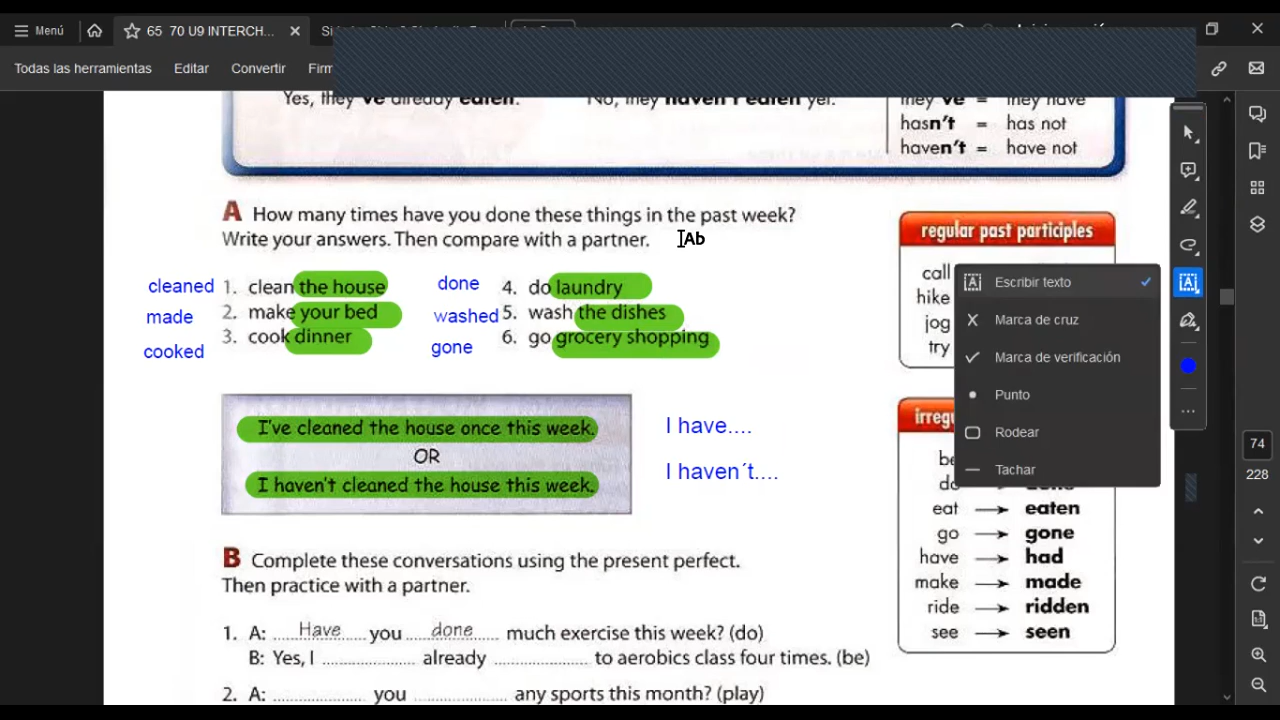 Menú
65 70 U9 INTERCH...
Todas las herramientas Editar Convertir Firm
Yes, they 've already eaten. No, they haven't eaten yet.
they 've = they have
hasn't = has not
haven't = have not
A How many times have you done these things in the past week?
Write your answers. Then compare with a partner. Ab
cleaned 1. clean the house
made 2. make your bed
cooked 3. cook dinner
done 4. do laundry
washed 5. wash the dishes
gone 6. go grocery shopping
I've cleaned the house once this week.
OR
I haven't cleaned the house this week.
I have....
I haven´t....
B Complete these conversations using the present perfect.
Then practice with a partner.
1. A: Have you done much exercise this week? (do)
B: Yes, I already to aerobics class four times. (be)
2. A: you any sports this month? (play)
regular past participles
call
hike
jog
try
Escribir texto
Marca de cruz
Marca de verificación
Punto
Rodear
Tachar
eat → eaten
go → gone
have → had
make → made
ride → ridden
see → seen
74
228